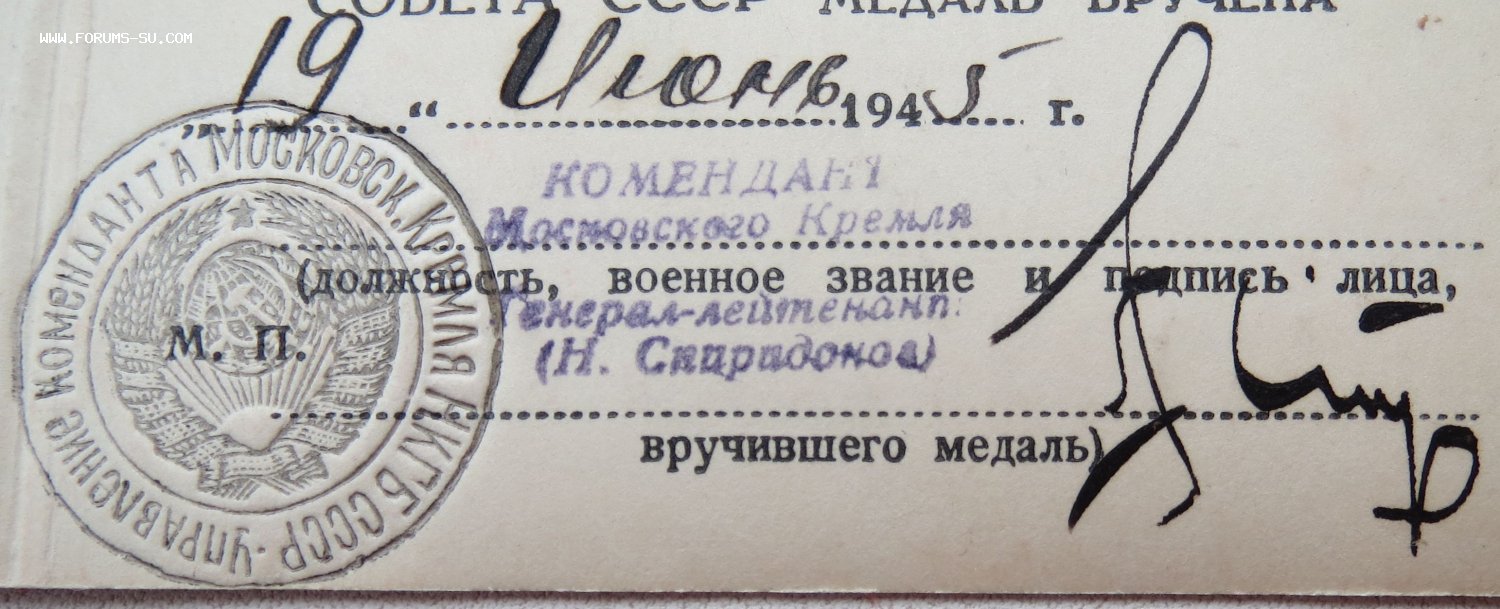 СОВЕТА СССР МЕДАЛЬ ВРУЧЕНА
WWW.FORUMS-SU.COM
„19“ Июнь 1945 г.
КОМЕНДАНТ
Московского Кремля
(должность, военное звание и подпись лица,
Генерал-лейтенант
М. П.
(Н. Спиридонов)
вручившего медаль)
УПРАВЛЕНИЕ КОМЕНДАНТА МОСКОВСК. КРЕМЛЯ НКГБ СССР